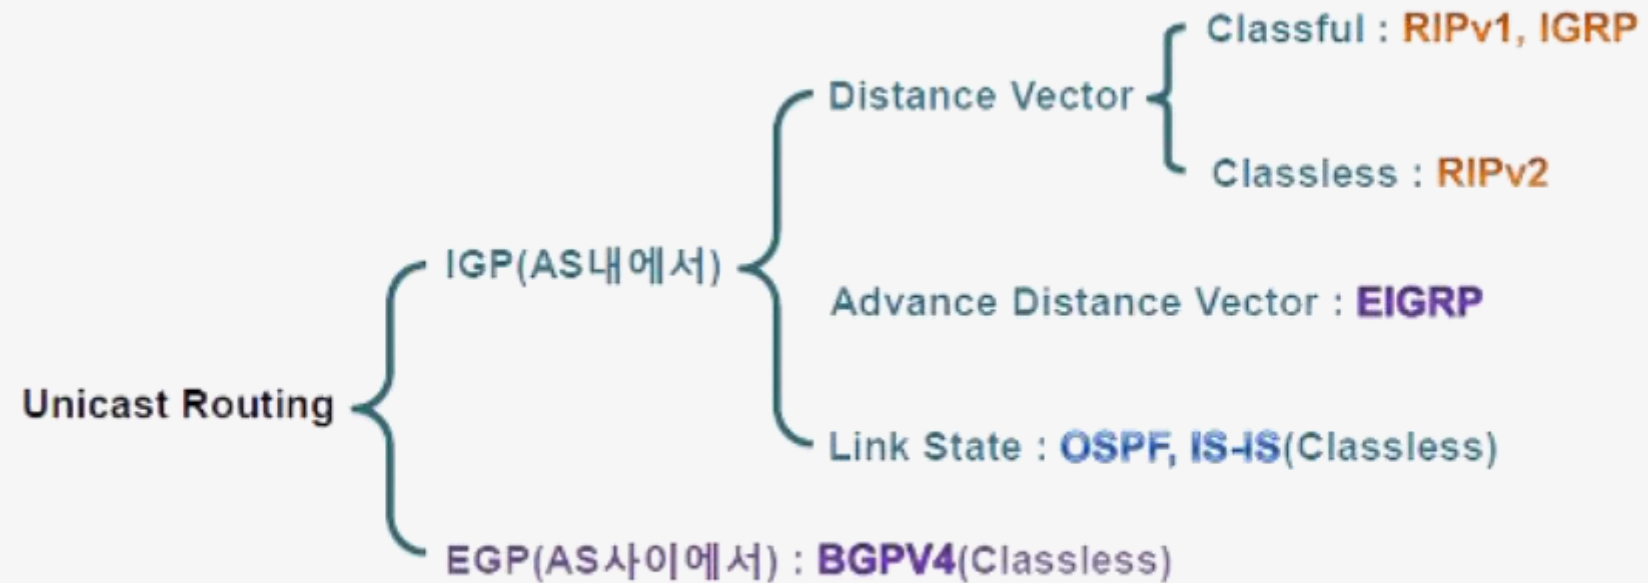 Classful : RIPv1, IGRP
Distance Vector
Classless : RIPv2
IGP(AS내에서)
Advance Distance Vector : EIGRP
Unicast Routing
Link State : OSPF, IS-IS(Classless)
EGP(AS사이에서) : BGPV4(Classless)